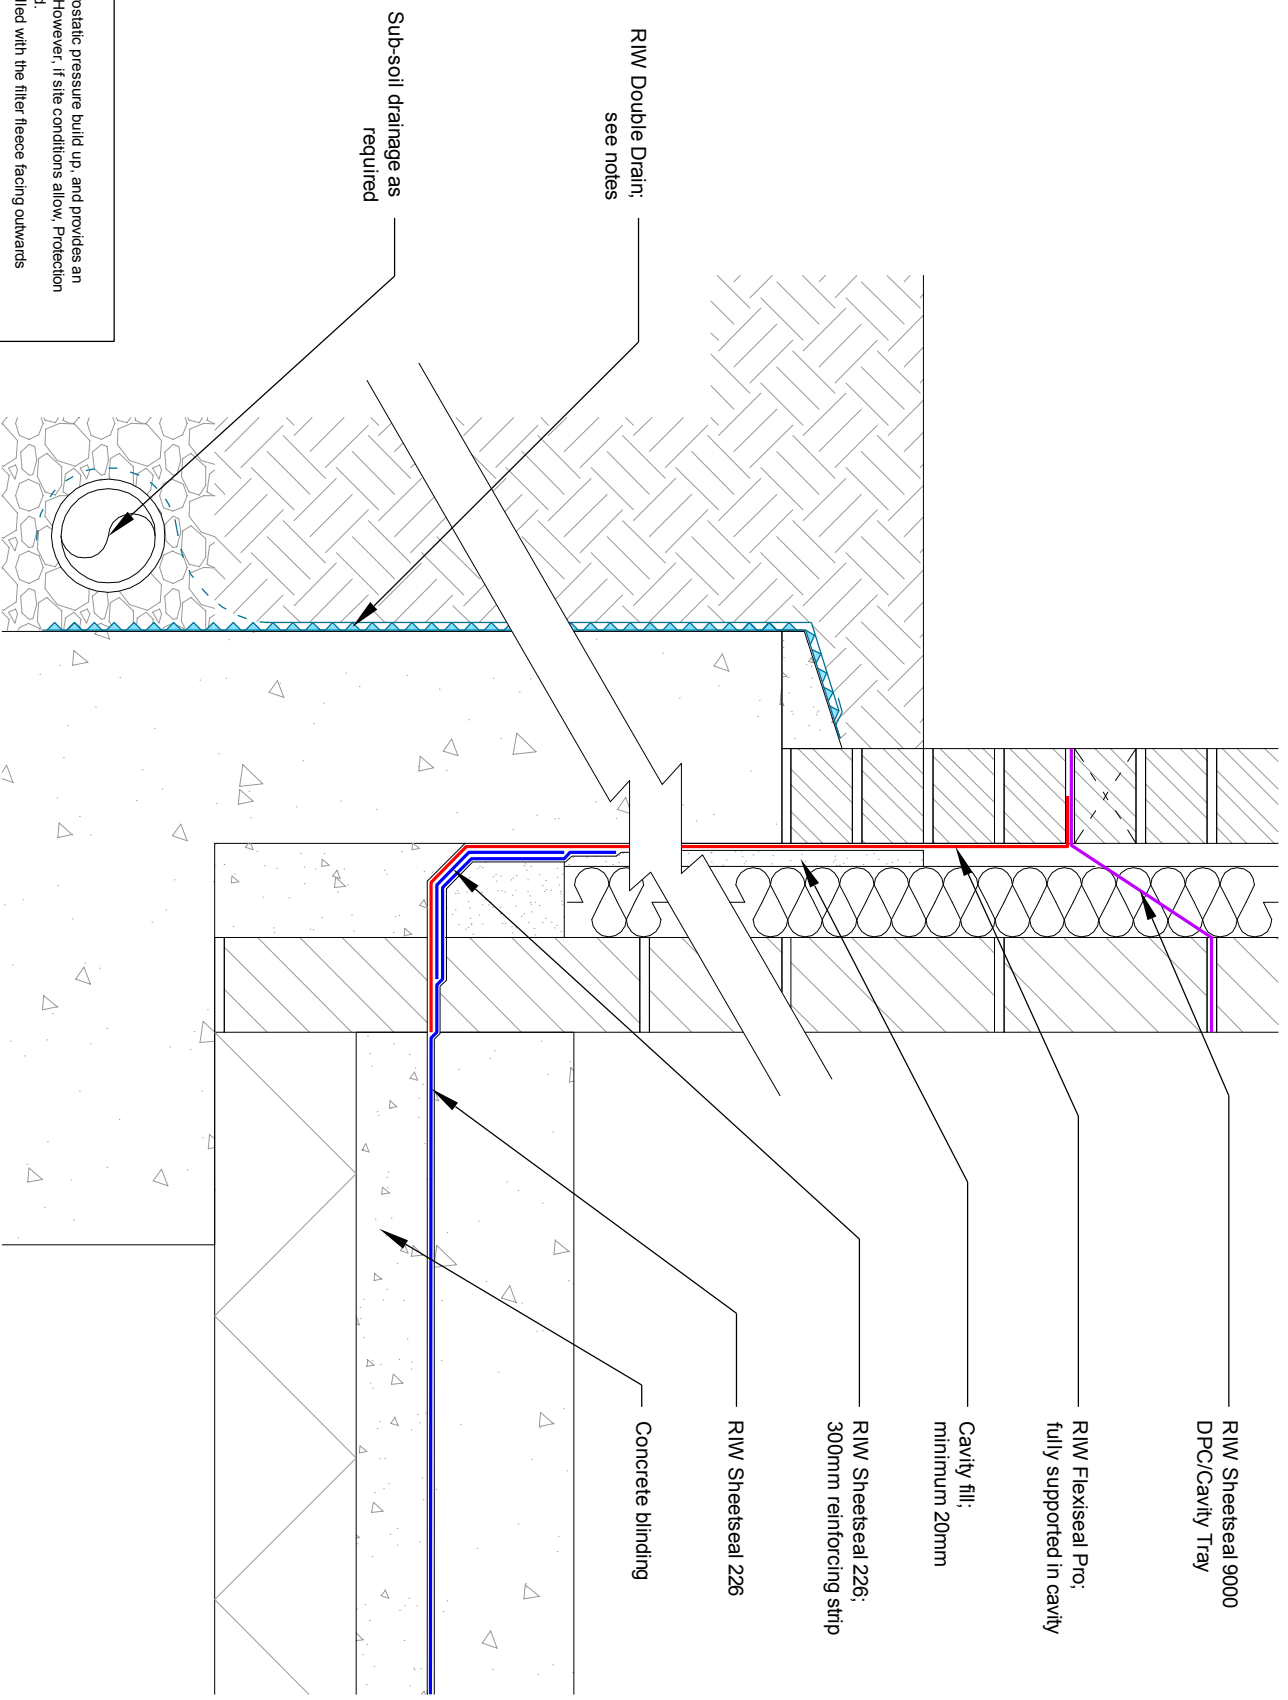 RIW Sheetseal 9000
DPC/Cavity Tray
RIW Flexiseal Pro;
fully supported in cavity
Cavity fill;
minimum 20mm
RIW Sheetseal 226;
300mm reinforcing strip
RIW Sheetseal 226
Concrete blinding
RIW Double Drain;
see notes
Sub-soil drainage as
required
rostatic pressure build up, and provides an
However, if site conditions allow, Protection
d.
lled with the filter fleece facing outwards